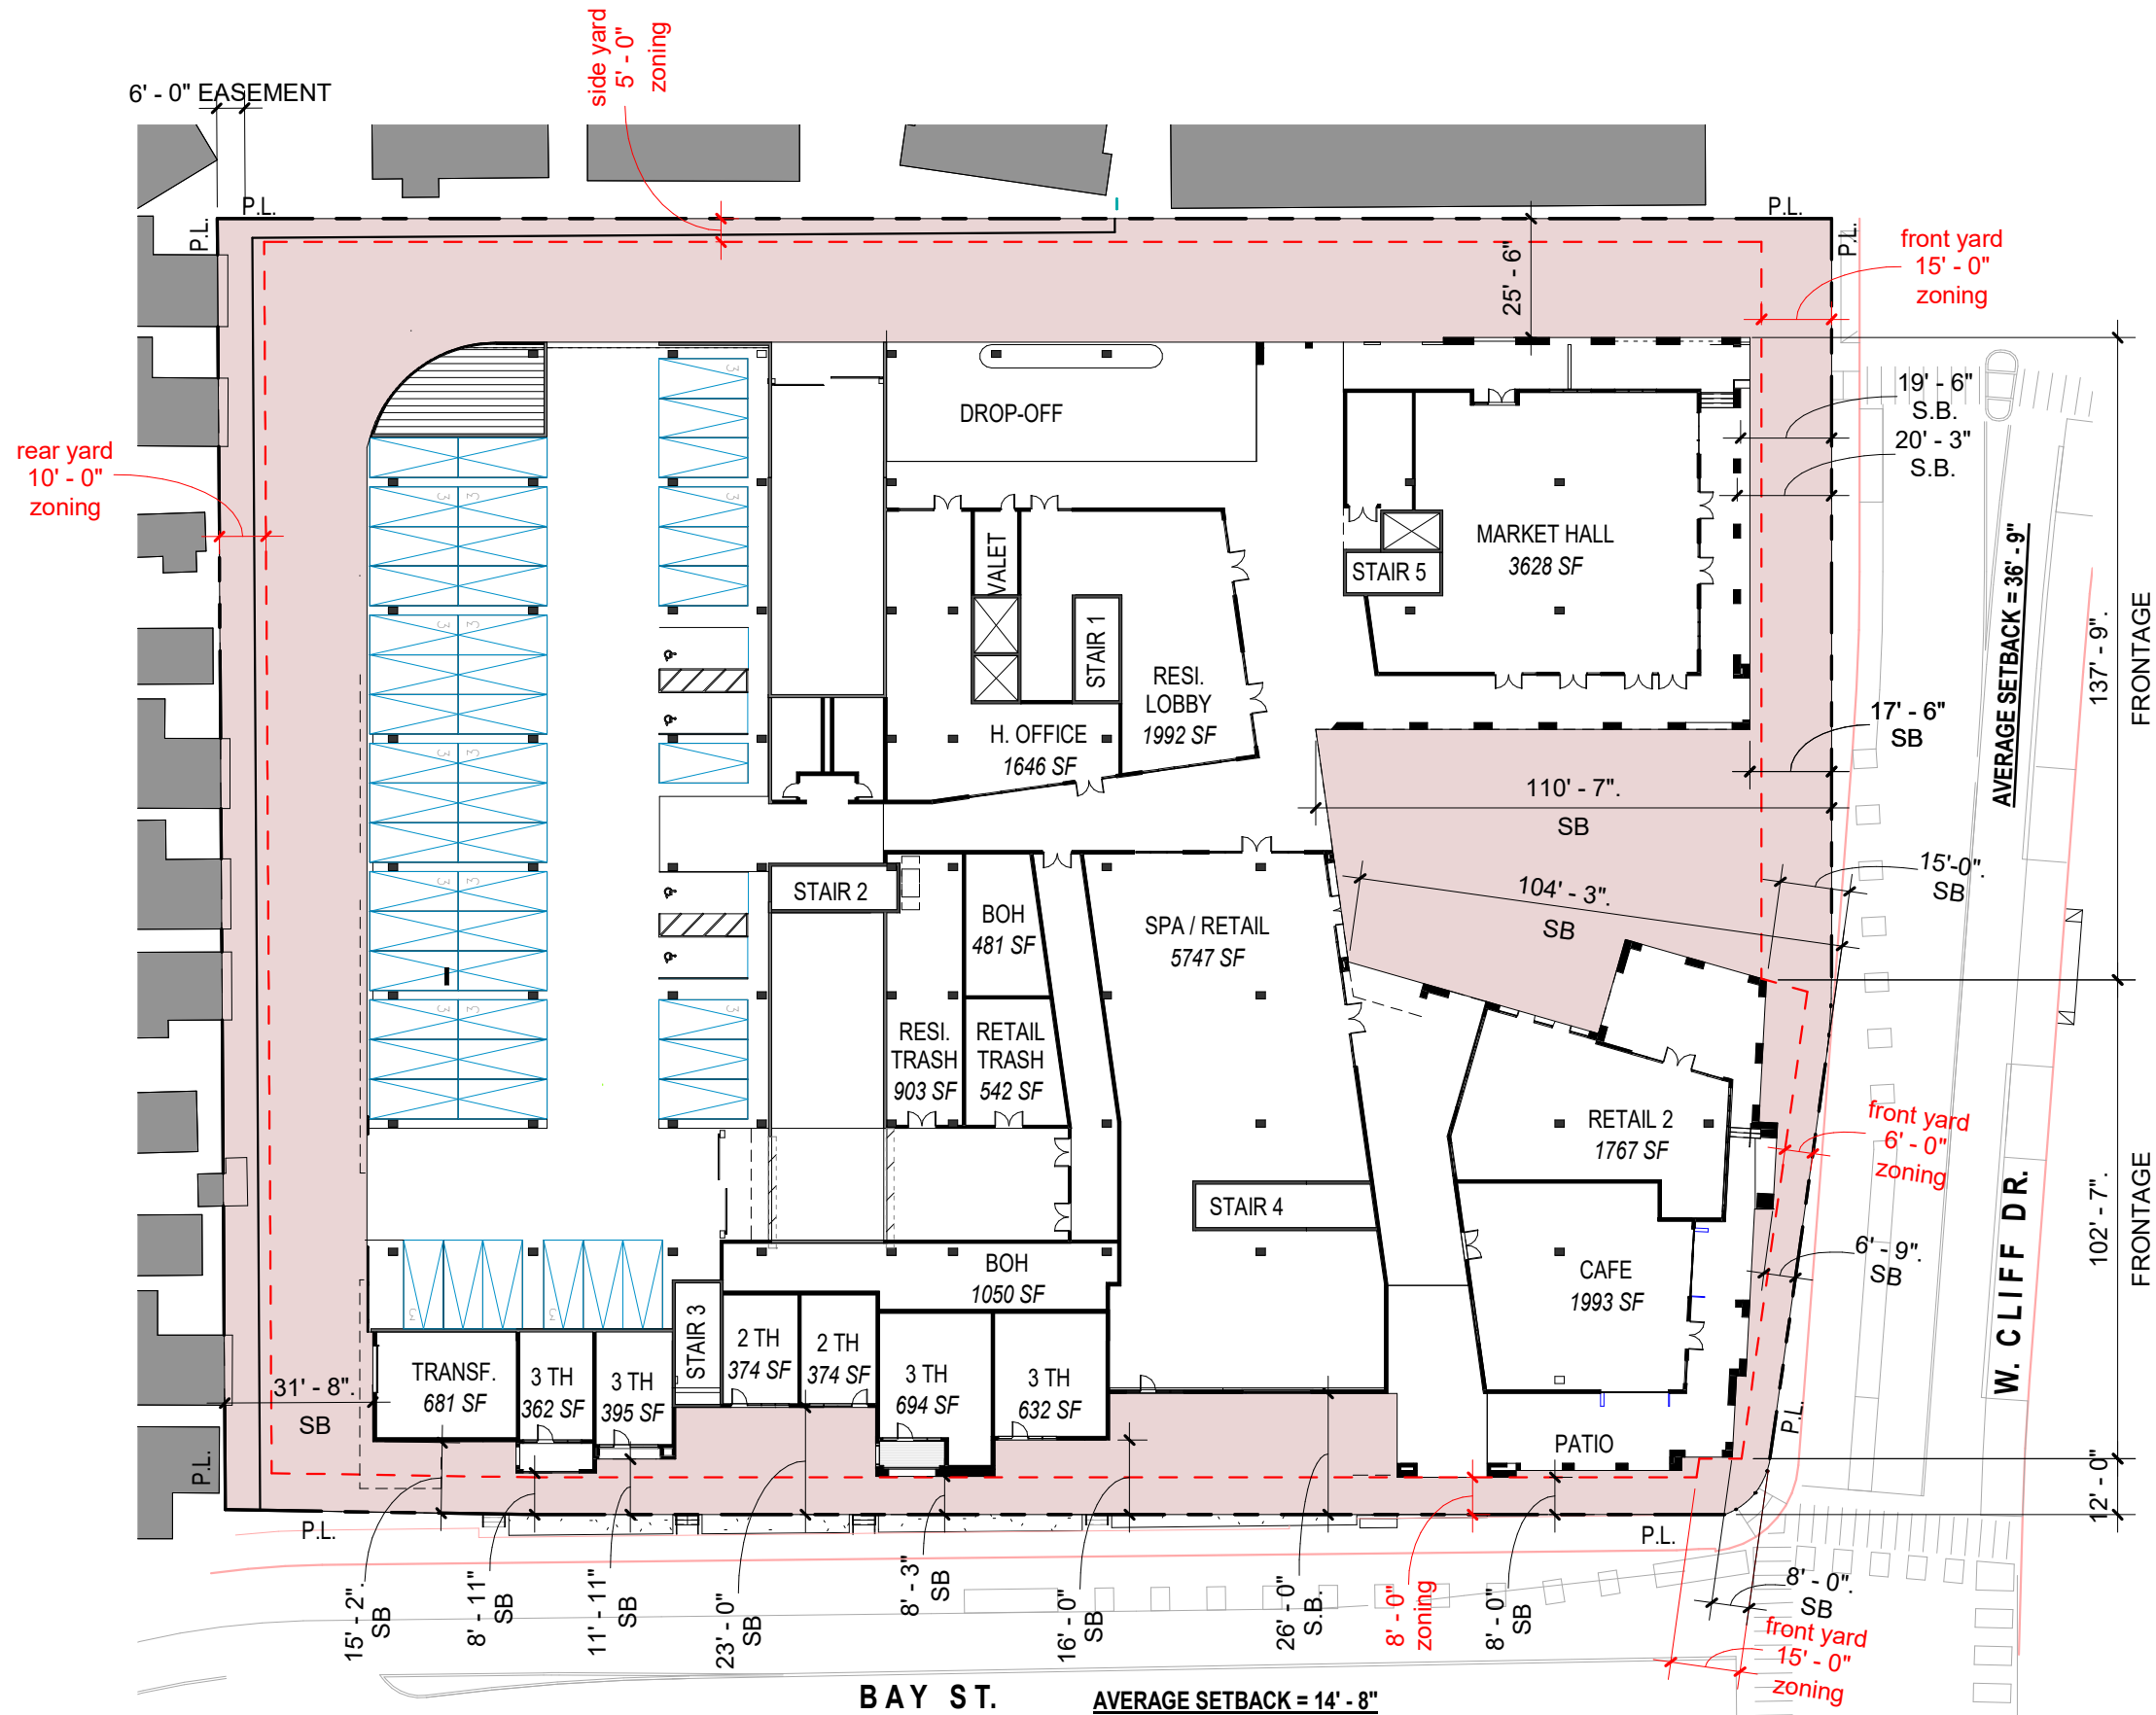 side yard
5' - 0"
zoning
6' - 0" EASEMENT
P.L.
P.L.
P.L.
P.L.
front yard
15' - 0"
zoning
25' - 6"
19' - 6"
S.B.
20' - 3"
S.B.
rear yard
10' - 0"
zoning
DROP-OFF
VALET
STAIR 1
RESI.
LOBBY
1992 SF
H. OFFICE
1646 SF
MARKET HALL
3628 SF
STAIR 5
AVERAGE SETBACK = 36' - 9"
137' - 9".
FRONTAGE
17' - 6"
SB
110' - 7".
SB
104' - 3".
SB
15'-0".
SB
STAIR 2
BOH
481 SF
SPA / RETAIL
5747 SF
RESI.
TRASH
903 SF
RETAIL
TRASH
542 SF
RETAIL 2
1767 SF
front yard
6' - 0"
zoning
STAIR 4
102' - 7".
FRONTAGE
6' - 9".
SB
W. CLIFF DR.
CAFE
1993 SF
BOH
1050 SF
STAIR 3
2 TH
374 SF
2 TH
374 SF
3 TH
694 SF
3 TH
632 SF
TRANSF.
681 SF
3 TH
362 SF
3 TH
395 SF
31' - 8".
SB
PATIO
P.L.
P.L.
P.L.
P.L.
12' - 0"
15' - 2".
SB
8' - 11"
SB
11' - 11"
SB
23' - 0"
SB
8' - 3"
SB
16' - 0"
SB
26' - 0"
S.B.
8' - 0"
zoning
8' - 0"
SB
8' - 0".
SB
front yard
15' - 0"
zoning
BAY ST.
AVERAGE SETBACK = 14' - 8"